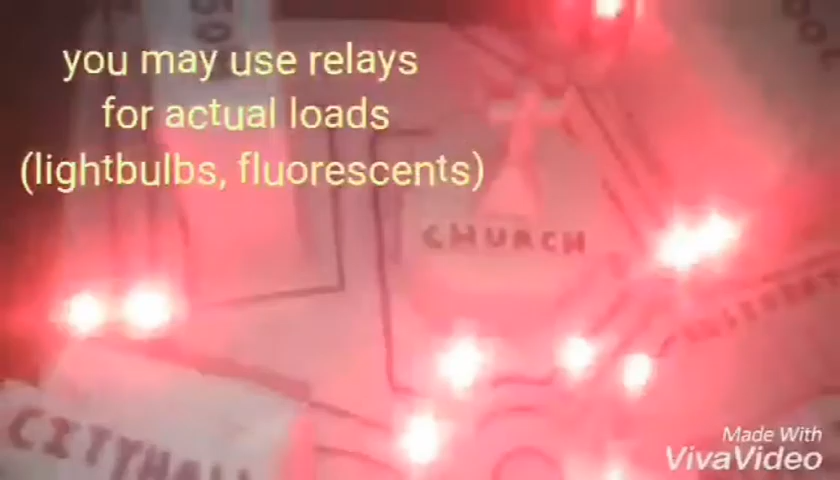 you may use relays
for actual loads
(lightbulbs, fluorescents)
CHURCH
CITYHALL
Made With
VivaVideo